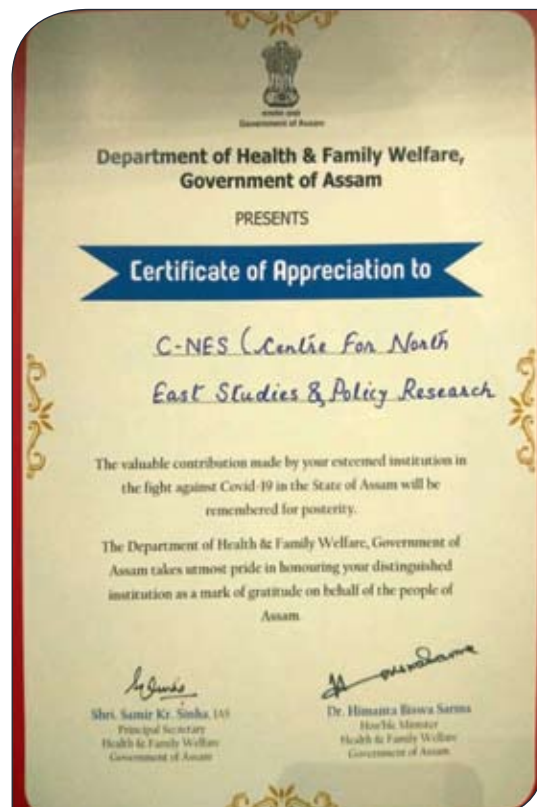 Government of Assam
Department of Health & Family Welfare,
Government of Assam
PRESENTS
Certificate of Appreciation to
C-NES (Centre For North
East Studies & Policy Research
The valuable contribution made by your esteemed institution in
the fight against Covid-19 in the State of Assam will be
remembered for posterity.
The Department of Health & Family Welfare, Government of
Assam takes utmost pride in honouring your distinguished
institution as a mark of gratitude on behalf of the people of
Assam
Shri. Samir Kr. Sinha, IAS
Principal Secretary
Health & Family Welfare
Government of Assam
Dr. Himanta Biswa Sarma
Hon'ble Minister
Health & Family Welfare
Government of Assam